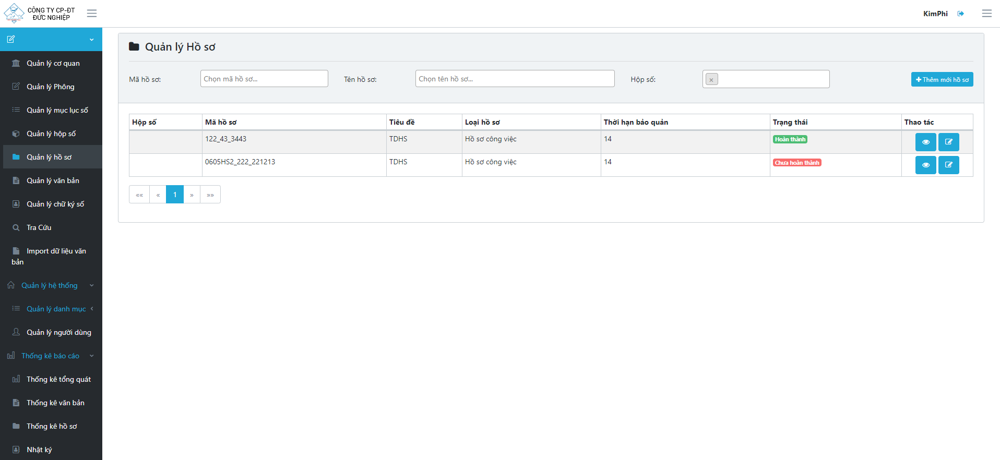 CÔNG TY CP-ĐT
ĐỨC NGHIỆP
KimPhi
Quản lý cơ quan
Quản lý Phông
Quản lý mục lục số
Quản lý hộp số
Quản lý hồ sơ
Quản lý văn bản
Quản lý chữ ký số
Tra Cứu
Import dữ liệu văn
bản
Quản lý hệ thống
Quản lý danh mục
Quản lý người dùng
Thống kê báo cáo
Thống kê tổng quát
Thống kê văn bản
Thống kê hồ sơ
Nhật ký
Quản lý Hồ sơ
Mã hồ sơ: Chọn mã hồ sơ... Tên hồ sơ: Chọn tên hồ sơ... Hộp số: × Thêm mới hồ sơ
Hộp số Mã hồ sơ Tiêu đề Loại hồ sơ Thời hạn bảo quản Trạng thái Thao tác
122_43_3443 TDHS Hồ sơ công việc 14 Hoàn thành
0605HS2_222_221213 TDHS Hồ sơ công việc 14 Chưa hoàn thành
«« « 1 » »»